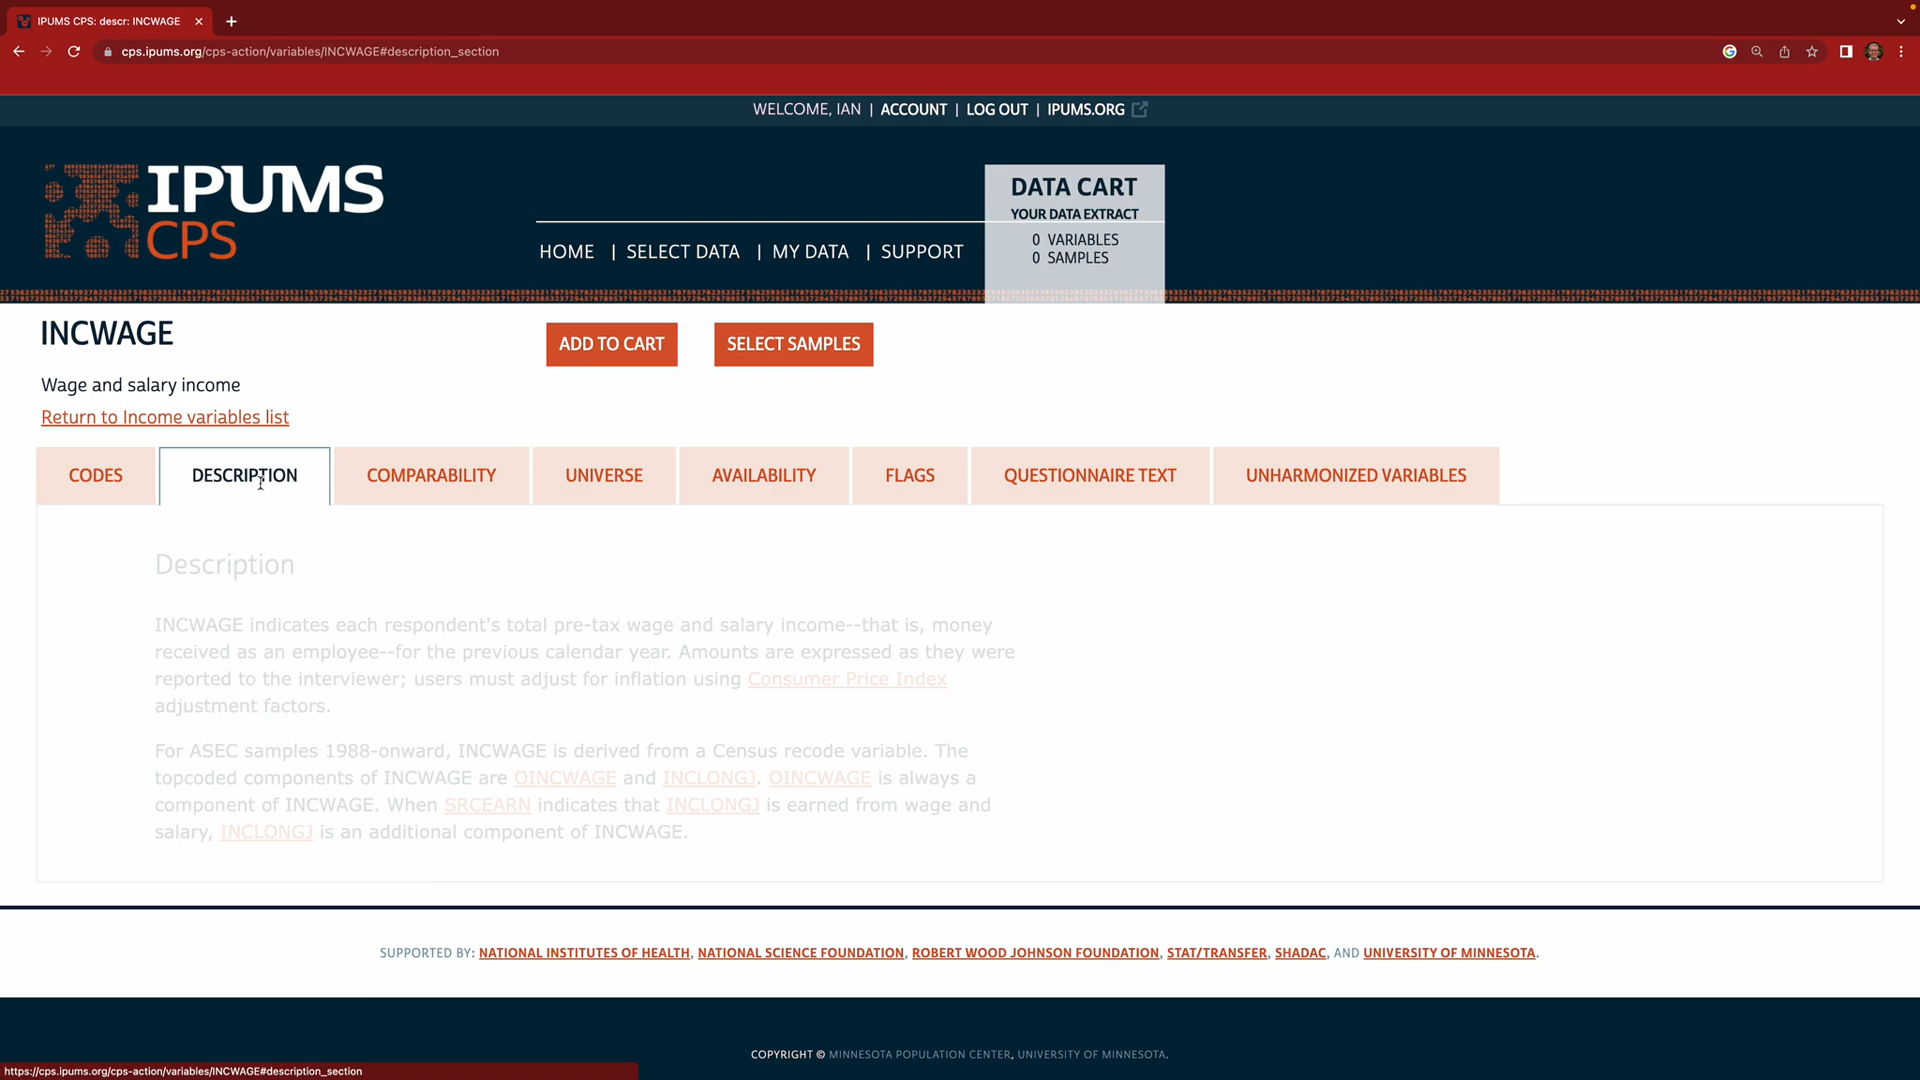 IPUMS CPS: descr: INCWAGE
cps.ipums.org/cps-action/variables/INCWAGE#description_section
WELCOME, IAN | ACCOUNT | LOG OUT | IPUMS.ORG
IPUMS
CPS
DATA CART
YOUR DATA EXTRACT
0 VARIABLES
0 SAMPLES
HOME | SELECT DATA | MY DATA | SUPPORT
INCWAGE
ADD TO CART
SELECT SAMPLES
Wage and salary income
Return to Income variables list
CODES DESCRIPTION COMPARABILITY UNIVERSE AVAILABILITY FLAGS QUESTIONNAIRE TEXT UNHARMONIZED VARIABLES
Description
INCWAGE indicates each respondent's total pre-tax wage and salary income--that is, money
received as an employee--for the previous calendar year. Amounts are expressed as they were
reported to the interviewer; users must adjust for inflation using Consumer Price Index
adjustment factors.
For ASEC samples 1988-onward, INCWAGE is derived from a Census recode variable. The
topcoded components of INCWAGE are OINCWAGE and INCLONGJ. OINCWAGE is always a
component of INCWAGE. When SRCEARN indicates that INCLONGJ is earned from wage and
salary, INCLONGJ is an additional component of INCWAGE.
SUPPORTED BY: NATIONAL INSTITUTES OF HEALTH, NATIONAL SCIENCE FOUNDATION, ROBERT WOOD JOHNSON FOUNDATION, STAT/TRANSFER, SHADAC, AND UNIVERSITY OF MINNESOTA.
COPYRIGHT © MINNESOTA POPULATION CENTER, UNIVERSITY OF MINNESOTA.
https://cps.ipums.org/cps-action/variables/INCWAGE#description_section